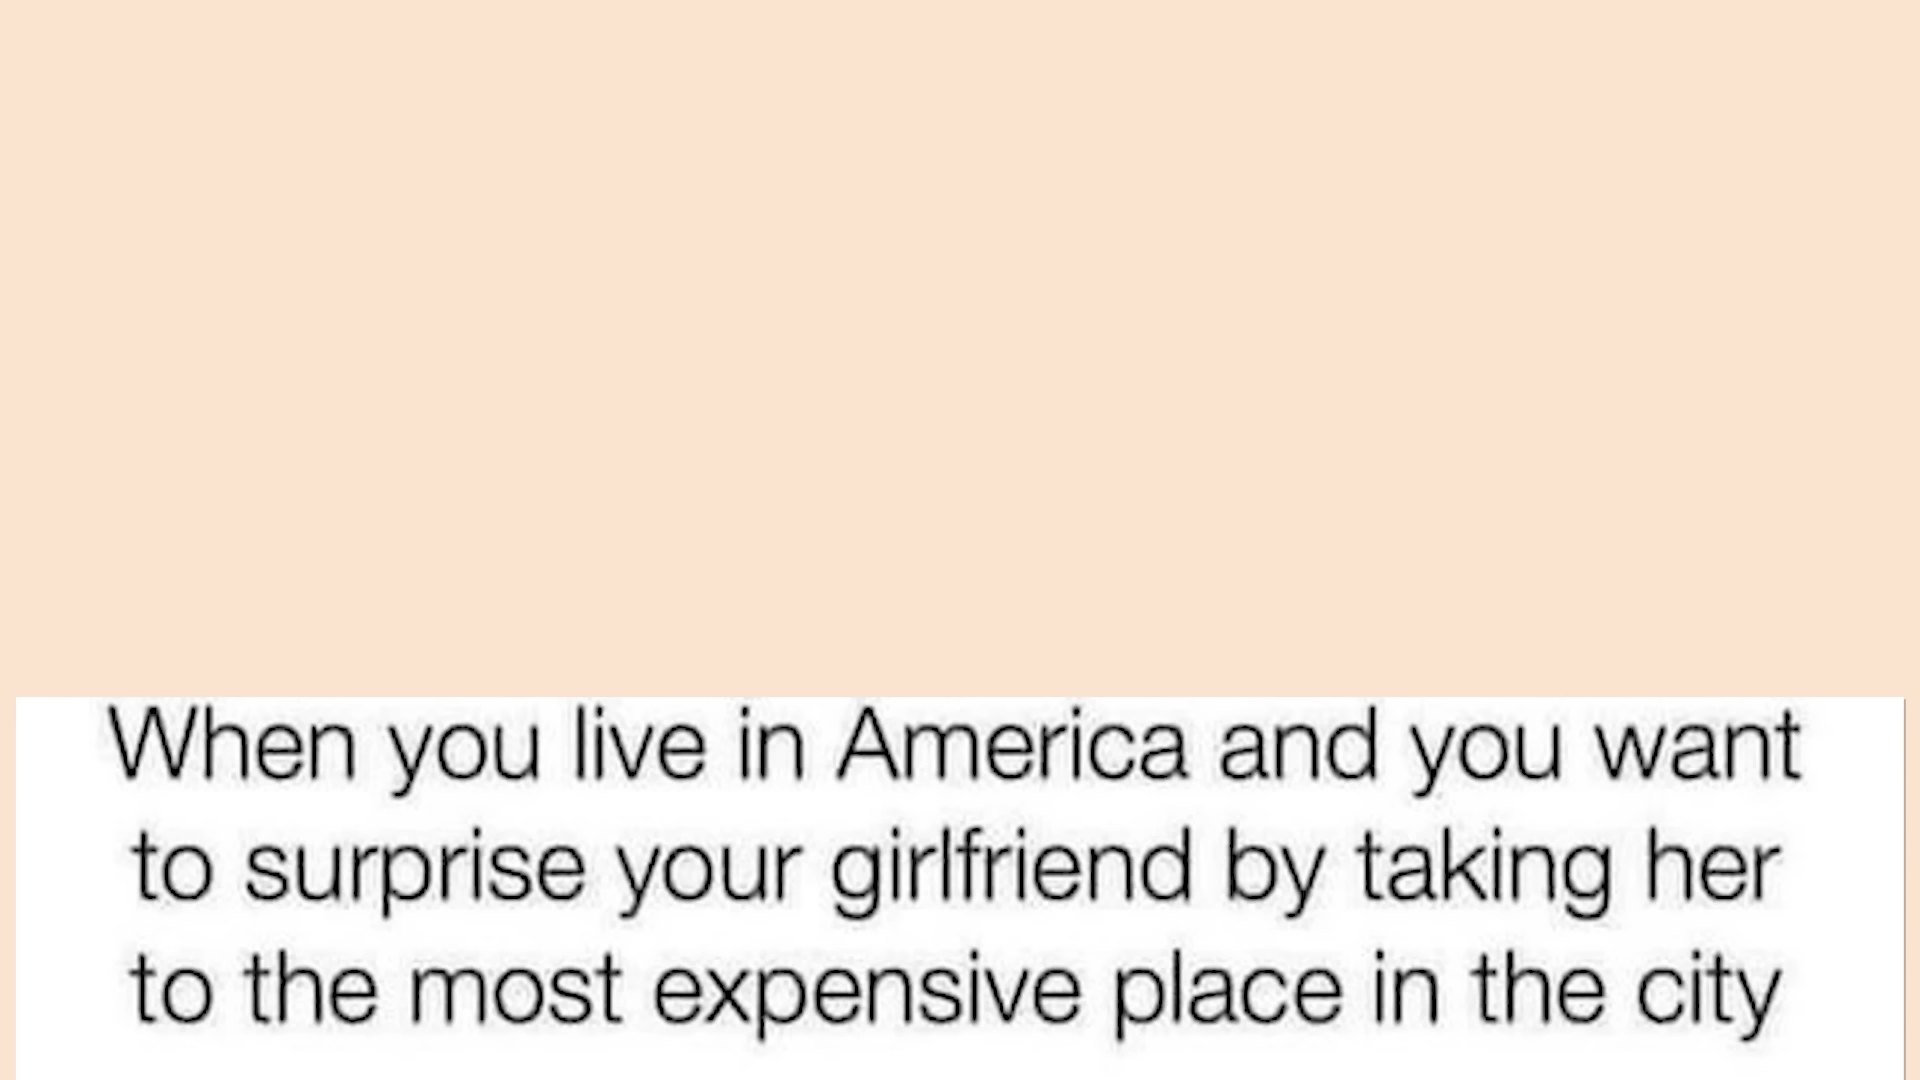 When you live in America and you want
to surprise your girlfriend by taking her
to the most expensive place in the city